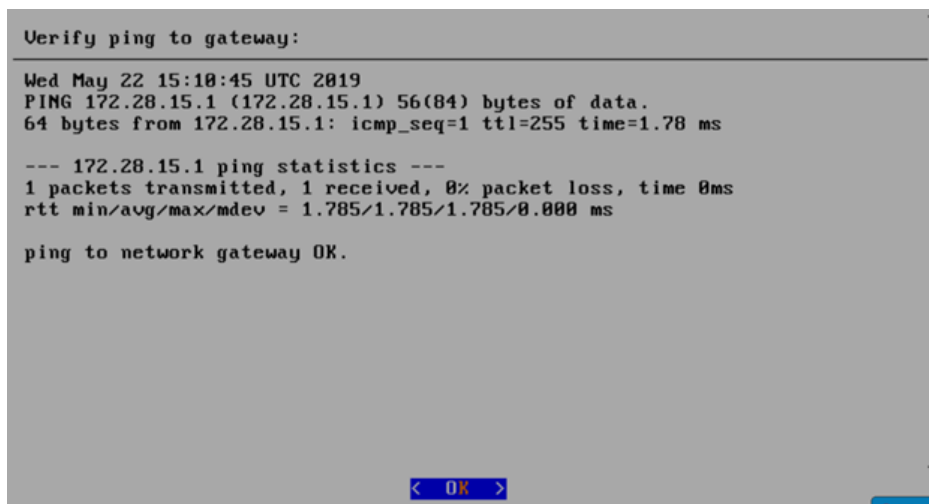 Verify ping to gateway:
Wed May 22 15:10:45 UTC 2019
PING 172.28.15.1 (172.28.15.1) 56(84) bytes of data.
64 bytes from 172.28.15.1: icmp_seq=1 ttl=255 time=1.78 ms
--- 172.28.15.1 ping statistics ---
1 packets transmitted, 1 received, 0% packet loss, time 0ms
rtt min/avg/max/mdev = 1.785/1.785/1.785/0.000 ms
ping to network gateway OK.
< OK >